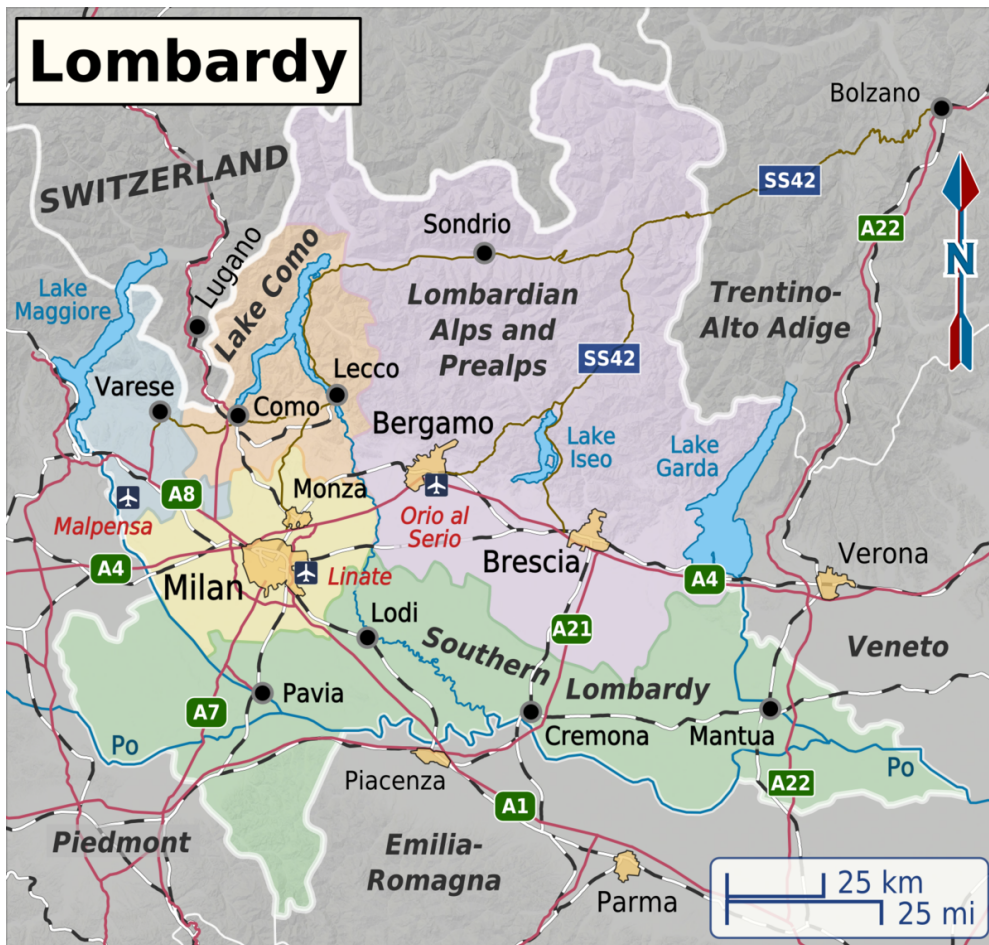 Lombardy
Bolzano
SWITZERLAND
SS42
A22
Sondrio
Lugano
Lake Como
Lake
Maggiore
Lombardian
Alps and
Prealps
Trentino-
Alto Adige
SS42
Lecco
Varese
Como
Bergamo
Lake
Iseo
Lake
Garda
N
Monza
A8
Malpensa
Orio al
Serio
Brescia
Verona
A4
Milan
Linate
A4
Lodi
A21
Southern
Lombardy
Veneto
Pavia
A7
Cremona
Mantua
Po
Po
Piacenza
A22
A1
Piedmont
Emilia-
Romagna
Parma
25 km
25 mi